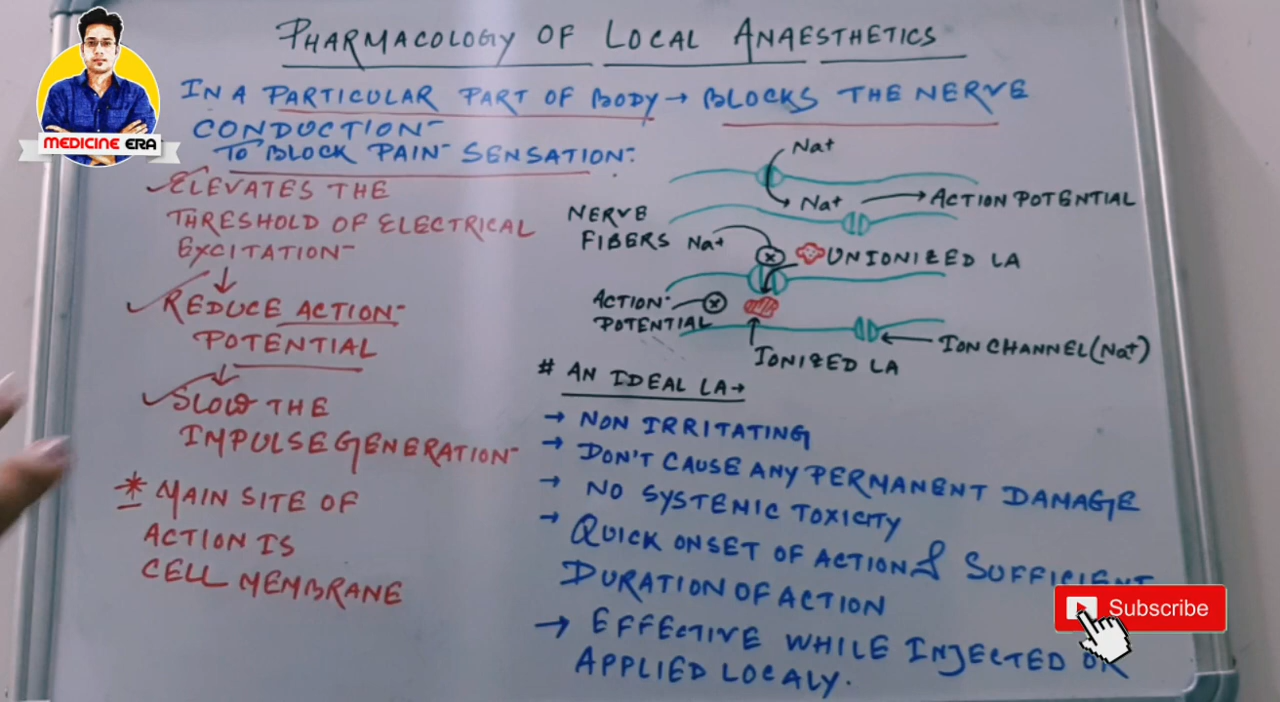 PHARMACOLOGY OF LOCAL ANAESTHETICS
IN A PARTICULAR PART OF BODY → BLOCKS THE NERVE
CONDUCTION
TO BLOCK PAIN SENSATION.
MEDICINE ERA
ELEVATES THE
THRESHOLD OF ELECTRICAL
EXCITATION
↓
REDUCE ACTION
POTENTIAL
↓
SLOW THE
IMPULSE GENERATION
* MAIN SITE OF
ACTION IS
CELL MEMBRANE
Na+
Na+ → ACTION POTENTIAL
NERVE
FIBERS
Na+
UNIONIZED LA
ACTION
POTENTIAL
IONIZED LA
ION CHANNEL (Na+)
# AN IDEAL LA →
→ NON IRRITATING
→ DON'T CAUSE ANY PERMANENT DAMAGE
→ NO SYSTEMIC TOXICITY
→ QUICK ONSET OF ACTION & SUFFICIENT
DURATION OF ACTION
→ EFFECTIVE WHILE INJECTED OR
APPLIED LOCALY.
Subscribe